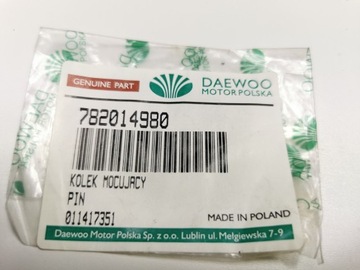 GENUINE PART
DAEWOO
MOTOR POLSKA
782014980
KOLEK MOCUJACY
PIN
011417351
MADE IN POLAND
Daewoo Motor Polska Sp. z o.o. Lublin ul. Mełgiewska 7-9